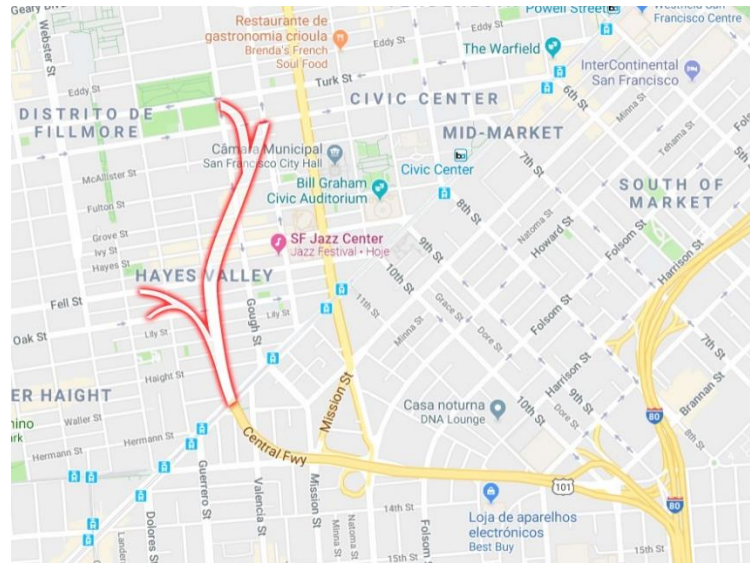 Geary Blvd
Webster St
Restaurante de
gastronomia crioula
Brenda's French
Soul Food
Eddy St
Powell Street
San
Francisco Centre
The Warfield
InterContinental
San Francisco
Eddy St
Turk St
CIVIC CENTER
6th St
Minna St
DISTRITO DE
FILLMORE
MID-MARKET
Tehama St
Câmara Municipal
San Francisco City Hall
McAllister St
Civic Center
7th St
Bill Graham
Civic Auditorium
SOUTH OF
MARKET
Fulton St
8th St
Natoma St
Howard St
Folsom St
Harrison St
Grove St
Ivy St
Hayes St
SF Jazz Center
Jazz Festival • Hoje
9th St
HAYES VALLEY
10th St
Fell St
Gough St
11th St
Grace St
Minna St
Dore St
Folsom St
7th St
Oak St
Lily St
Lily St
Haight St
Mission St
Harrison St
9th St
Brannan St
ER HAIGHT
Casa noturna
DNA Lounge
10th St
Dore St
80
8th St
Waller St
Hermann St
Hermann St
Central Fwy
101
Guerrero St
Valencia St
Mission St
Dolores St
Natoma St
Minna St
14th St
Folsom St
Loja de aparelhos
electrónicos
Best Buy
80
15th St
15th St